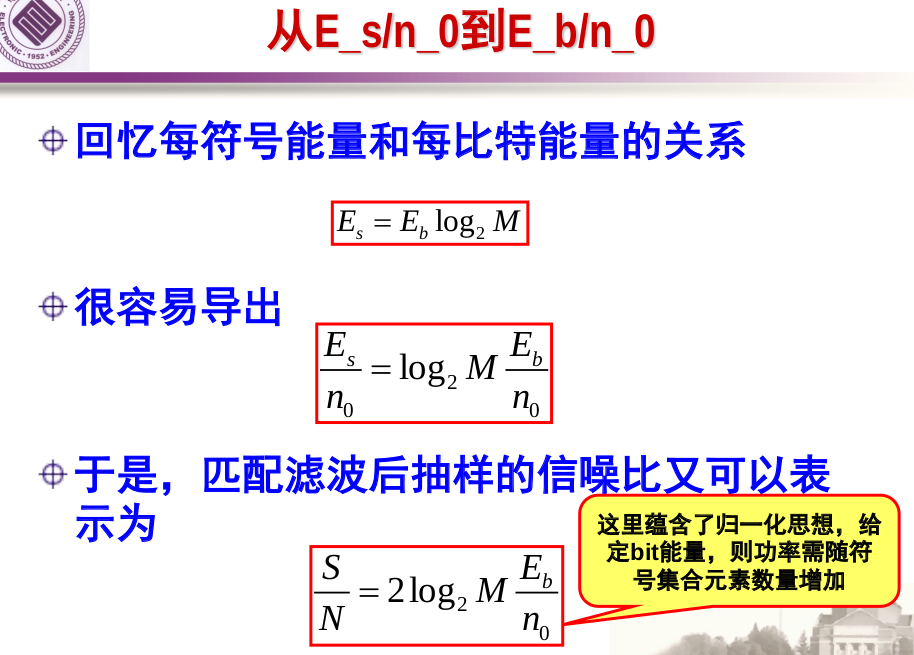 ELECTRONIC · 1952 · ENGINEERING
从E_s/n_0到E_b/n_0
回忆每符号能量和每比特能量的关系
E_s = E_b log_2 M
很容易导出
E_s/n_0 = log_2 M E_b/n_0
于是，匹配滤波后抽样的信噪比又可以表
示为
S/N = 2 log_2 M E_b/n_0
这里蕴含了归一化思想，给
定bit能量，则功率需随符
号集合元素数量增加